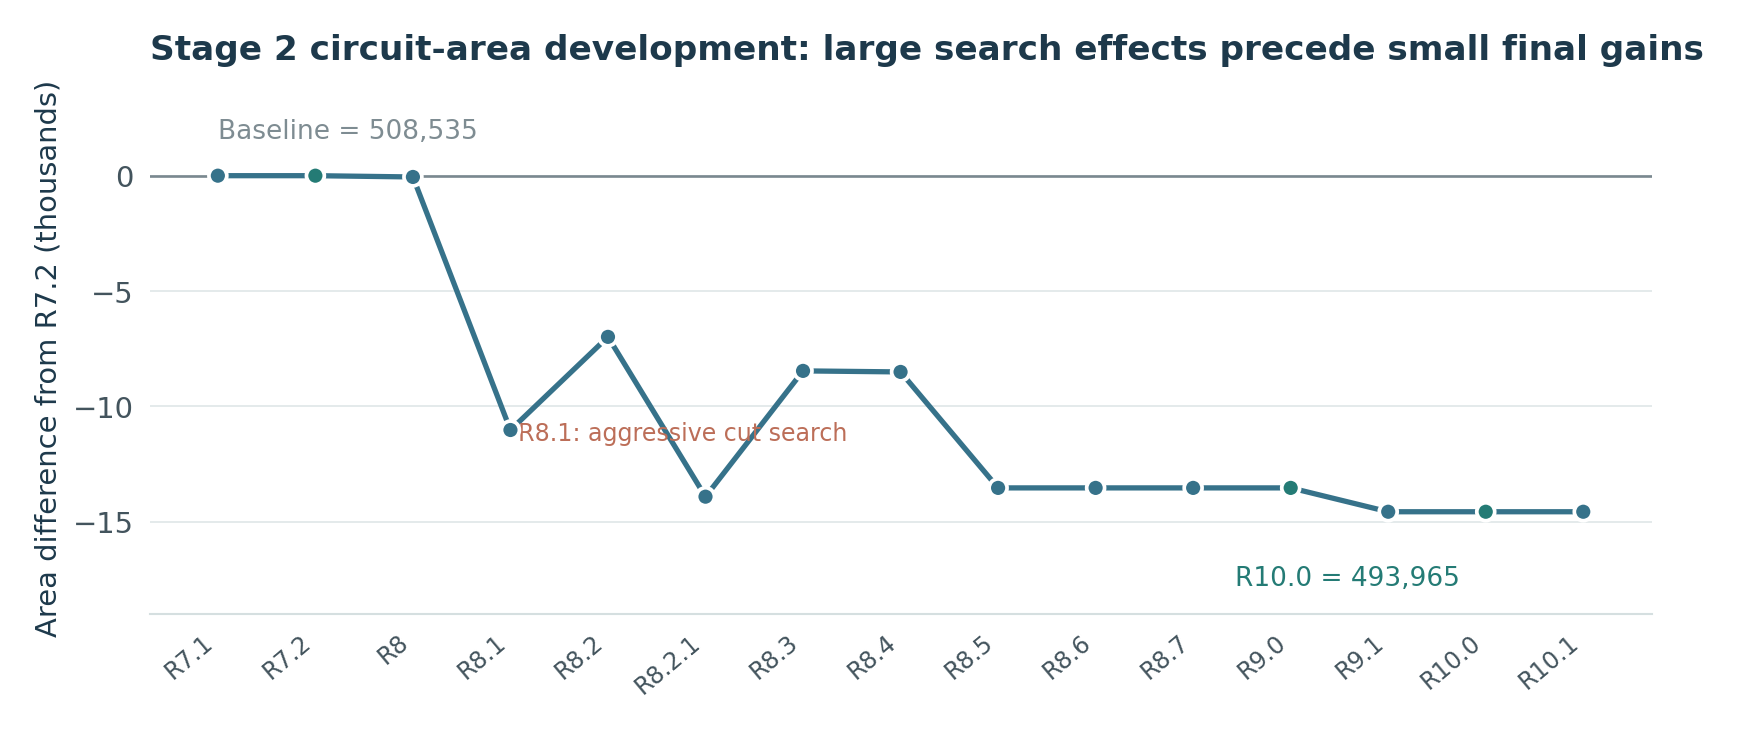 Stage 2 circuit-area development: large search effects precede small final gains
Area difference from R7.2 (thousands)
Baseline = 508,535
0
−5
−10
−15
R8.1: aggressive cut search
R10.0 = 493,965
R7.1
R7.2
R8
R8.1
R8.2
R8.2.1
R8.3
R8.4
R8.5
R8.6
R8.7
R9.0
R9.1
R10.0
R10.1